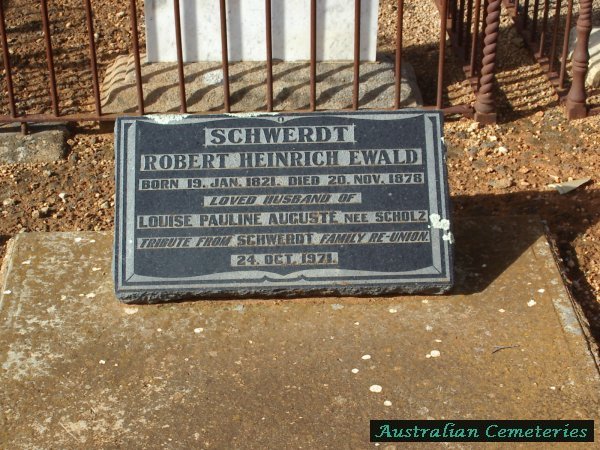 SCHWERDT
ROBERT HEINRICH EWALD
BORN 19. JAN. 1821. DIED 20. NOV. 1878
LOVED HUSBAND OF
LOUISE PAULINE AUGUSTE NEE SCHOLZ
TRIBUTE FROM SCHWERDT FAMILY RE-UNION.
24. OCT. 1971.
Australian Cemeteries